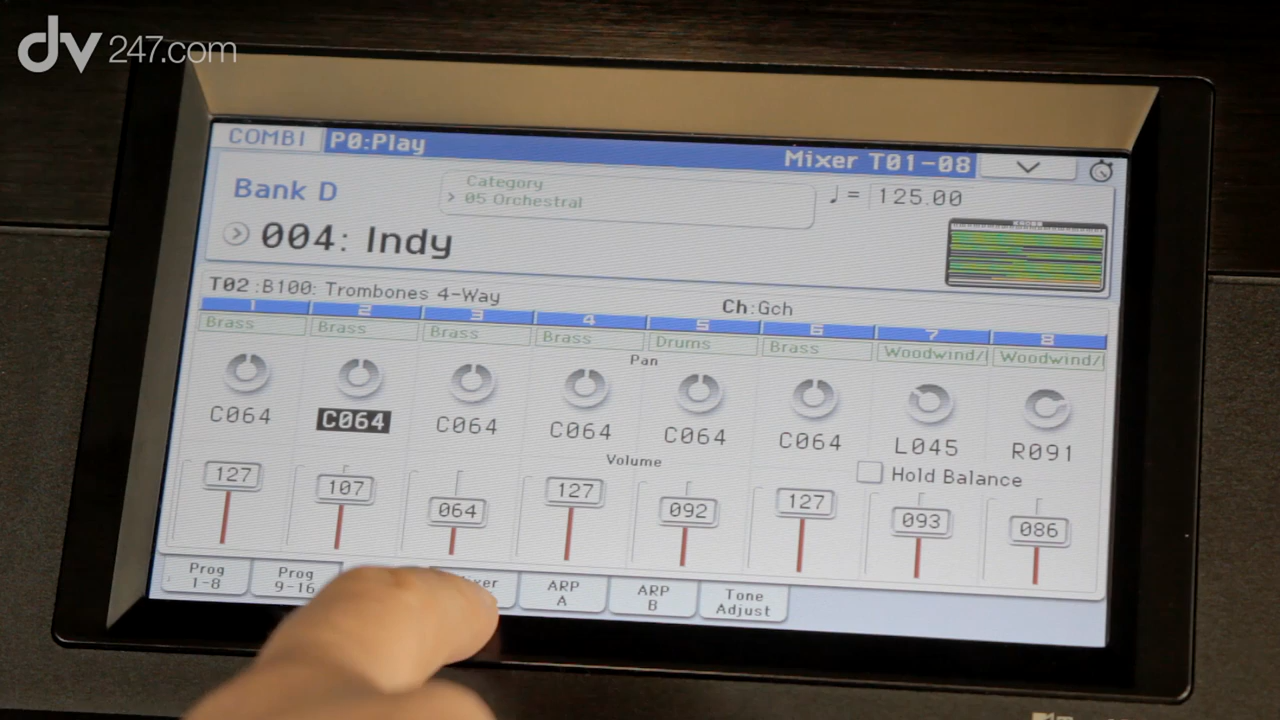 dv247.com
COMBI P0:Play Mixer T01-08
Bank D
Category
05 Orchestral
♩= 125.00
004: Indy
T02:B100: Trombones 4-Way
Ch:Gch
1 2 3 4 5 6 7 8
Brass Brass Brass Brass Drums Brass Woodwind/ Woodwind/
Pan
C064 C064 C064 C064 C064 C064 L045 R091
Volume
Hold Balance
127 107 064 127 092 127 093 086
Prog 1-8
Prog 9-16
ARP A
ARP B
Tone Adjust